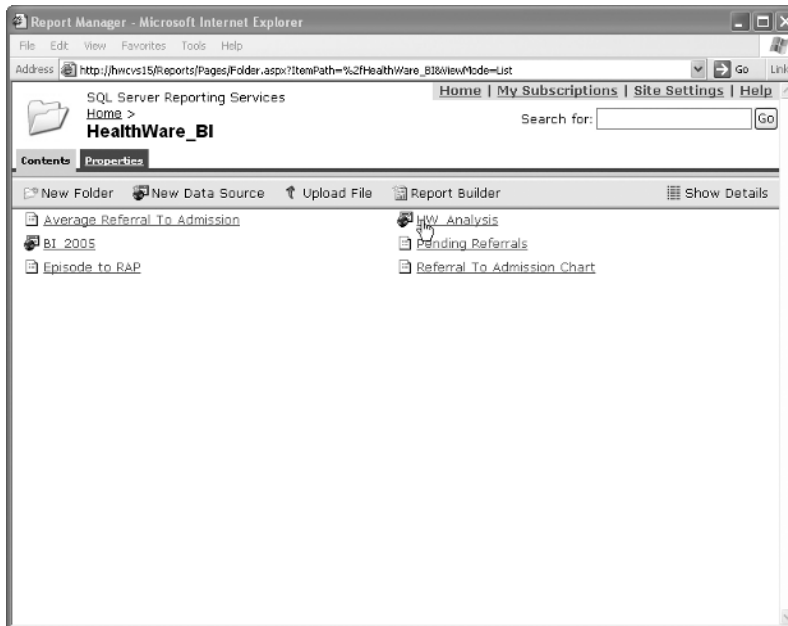 Report Manager - Microsoft Internet Explorer
File Edit View Favorites Tools Help
Address http://hwcvs15/Reports/Pages/Folder.aspx?ItemPath=%2fHealthWare_BI&ViewMode=List Go Link
SQL Server Reporting Services
Home | My Subscriptions | Site Settings | Help
Home >
HealthWare_BI
Search for: Go
Contents Properties
New Folder New Data Source Upload File Report Builder Show Details
Average Referral To Admission
HW_Analysis
BI_2005
Pending Referrals
Episode to RAP
Referral To Admission Chart